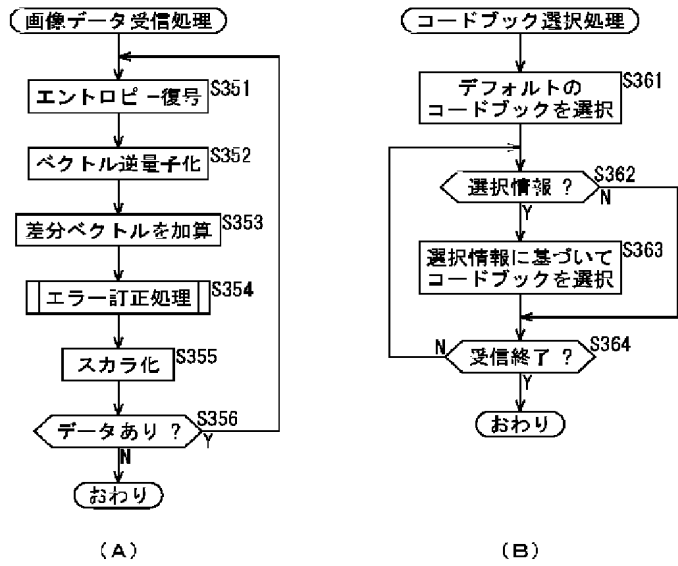 画像データ受信処理
エントロピー復号
S351
ベクトル逆量子化
S352
差分ベクトルを加算
S353
エラー訂正処理
S354
スカラ化
S355
データあり ?
S356
Y
N
おわり
(A)
コードブック選択処理
デフォルトの
コードブックを選択
S361
選択情報 ?
S362
N
Y
選択情報に基づいて
コードブックを選択
S363
受信終了 ?
S364
N
Y
おわり
(B)